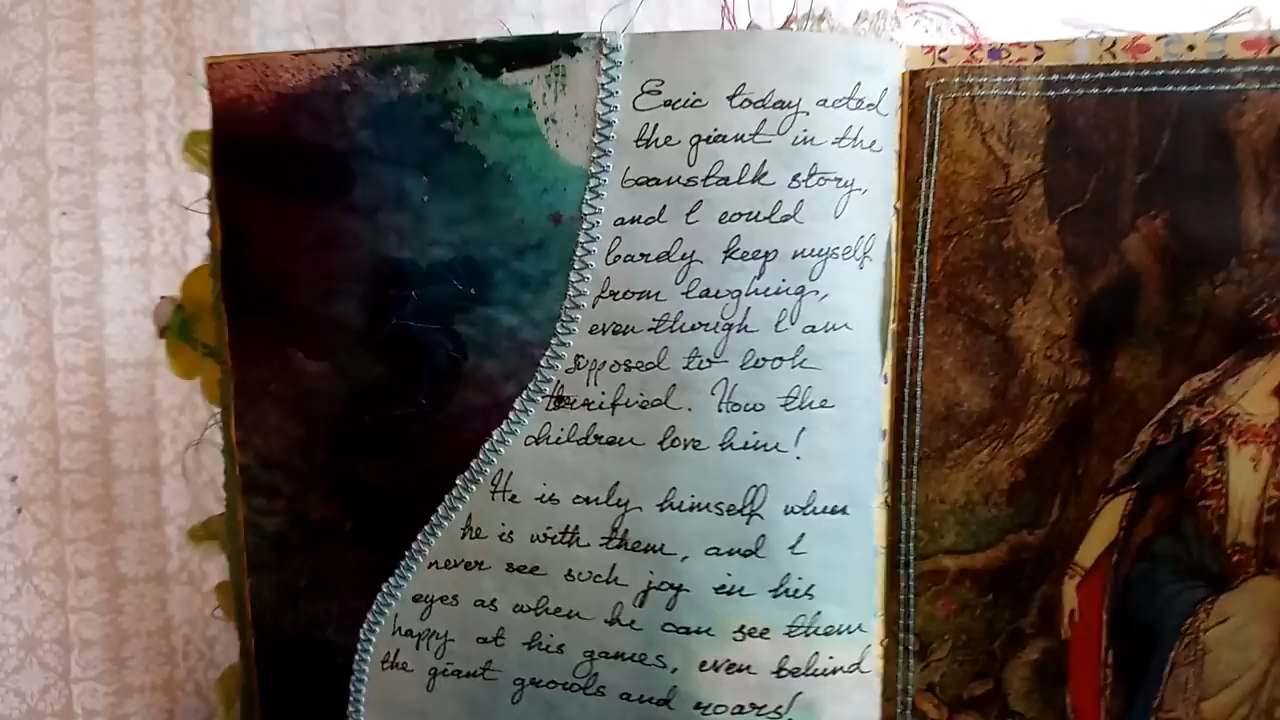 Eric today acted
the giant in the
beanstalk story,
and I could
bardy keep myself
from laughing,
even though I am
supposed to look
terrified. How the
children love him!
He is only himself when
he is with them, and I
never see such joy in his
eyes as when he can see them
happy at his games, even behind
the giant growls and roars!